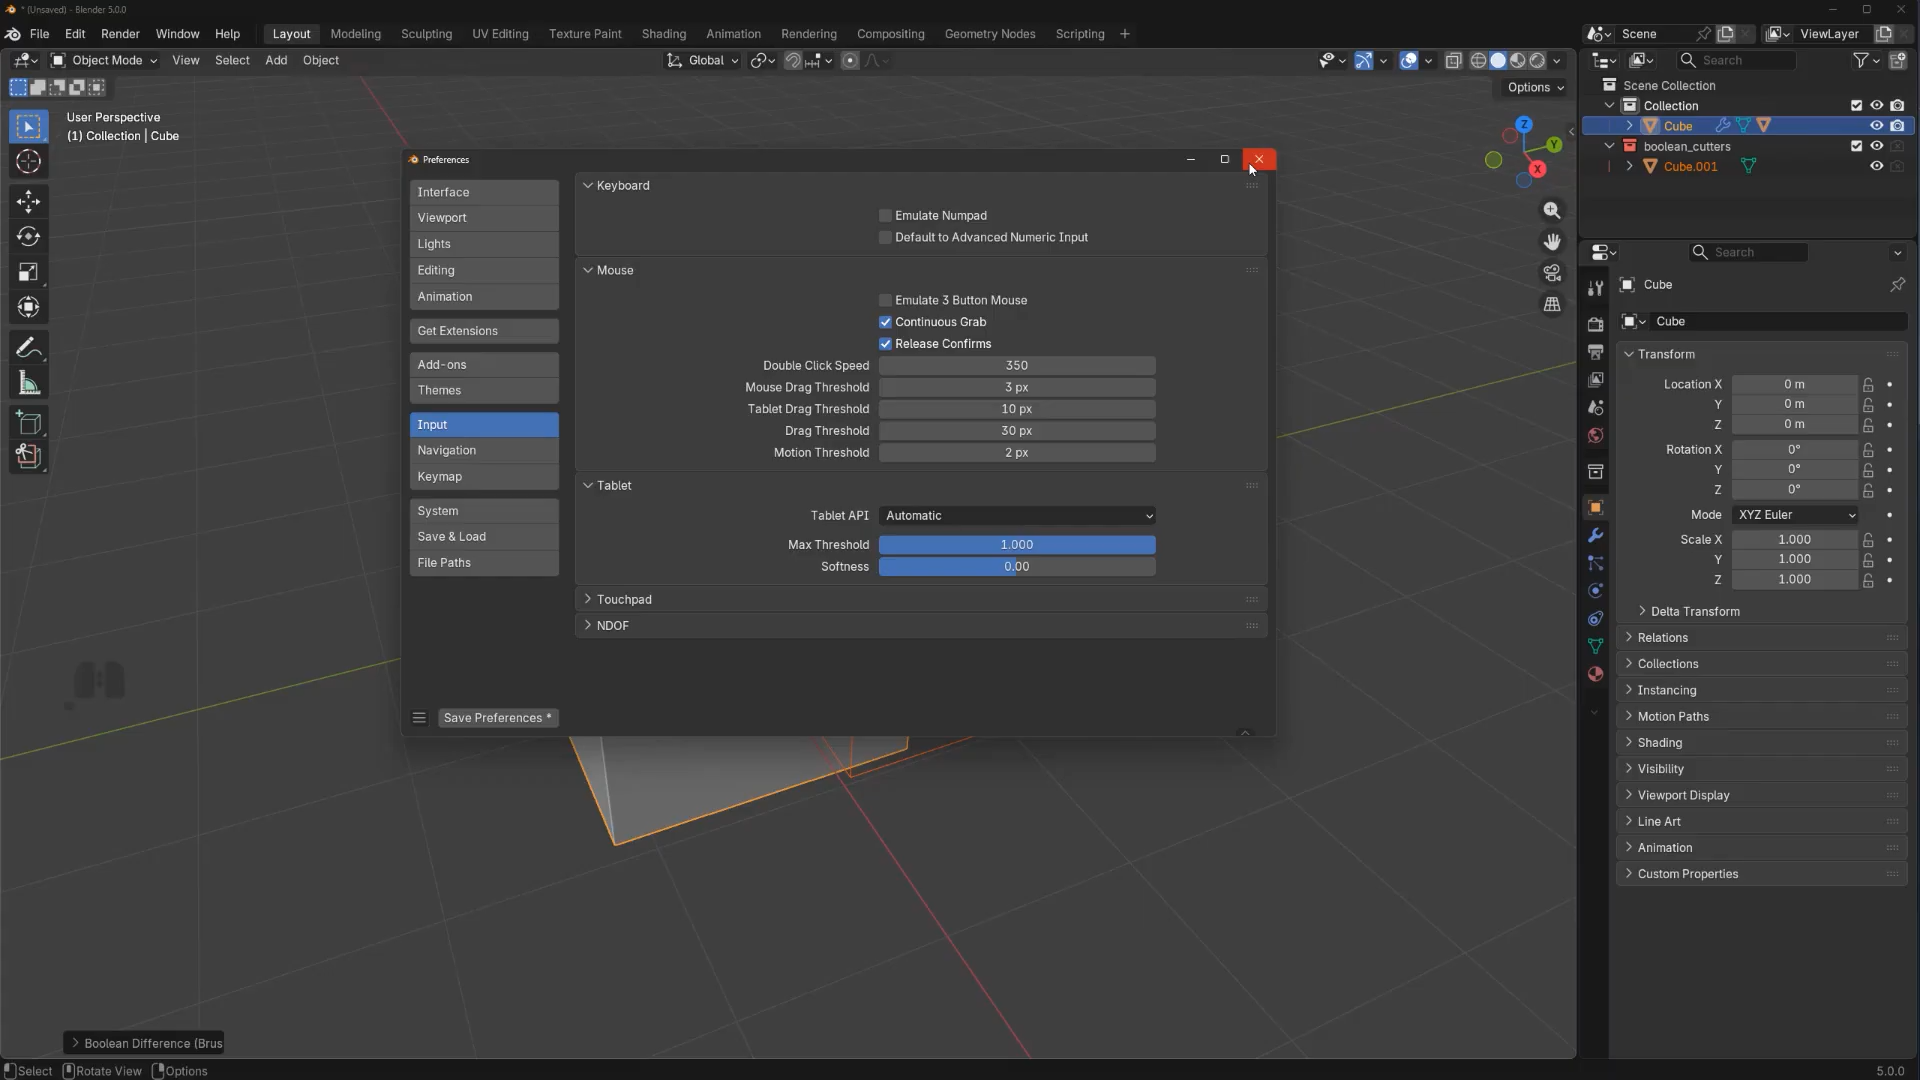 * (Unsaved) - Blender 5.0.0
File Edit Render Window Help Layout Modeling Sculpting UV Editing Texture Paint Shading Animation Rendering Compositing Geometry Nodes Scripting + Scene ViewLayer
Object Mode View Select Add Object Global Search
Options
User Perspective
(1) Collection | Cube
Z
Y
X
Scene Collection
Collection
Cube
boolean_cutters
Cube.001
Preferences
Interface
Viewport
Lights
Editing
Animation
Get Extensions
Add-ons
Themes
Input
Navigation
Keymap
System
Save & Load
File Paths
Save Preferences *
Keyboard
Emulate Numpad
Default to Advanced Numeric Input
Mouse
Emulate 3 Button Mouse
Continuous Grab
Release Confirms
Double Click Speed 350
Mouse Drag Threshold 3 px
Tablet Drag Threshold 10 px
Drag Threshold 30 px
Motion Threshold 2 px
Tablet
Tablet API Automatic
Max Threshold 1.000
Softness 0.00
Touchpad
NDOF
Search
Cube
Cube
Transform
Location X 0 m
Y 0 m
Z 0 m
Rotation X 0°
Y 0°
Z 0°
Mode XYZ Euler
Scale X 1.000
Y 1.000
Z 1.000
Delta Transform
Relations
Collections
Instancing
Motion Paths
Shading
Visibility
Viewport Display
Line Art
Animation
Custom Properties
Boolean Difference (Brus
Select Rotate View Options 5.0.0